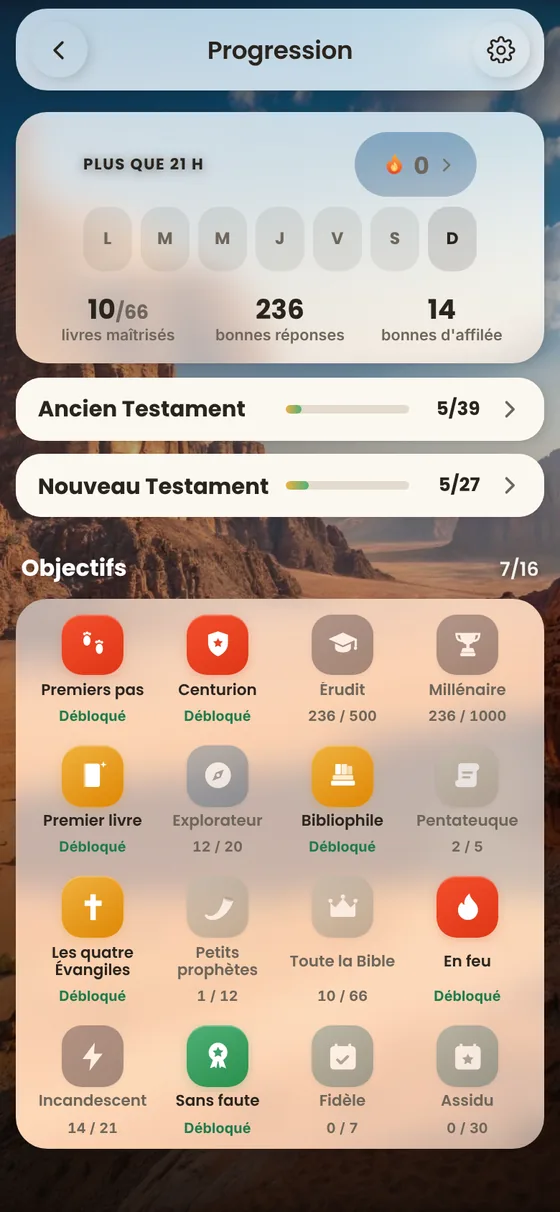 Progression
PLUS QUE 21 H
0
L M M J V S D
10/66 236 14
livres maîtrisés bonnes réponses bonnes d'affilée
Ancien Testament 5/39
Nouveau Testament 5/27
Objectifs 7/16
Premiers pas Centurion Érudit Millénaire
Débloqué Débloqué 236 / 500 236 / 1000
Premier livre Explorateur Bibliophile Pentateuque
Débloqué 12 / 20 Débloqué 2 / 5
Les quatre Petits
Évangiles prophètes Toute la Bible En feu
Débloqué 1 / 12 10 / 66 Débloqué
Incandescent Sans faute Fidèle Assidu
14 / 21 Débloqué 0 / 7 0 / 30